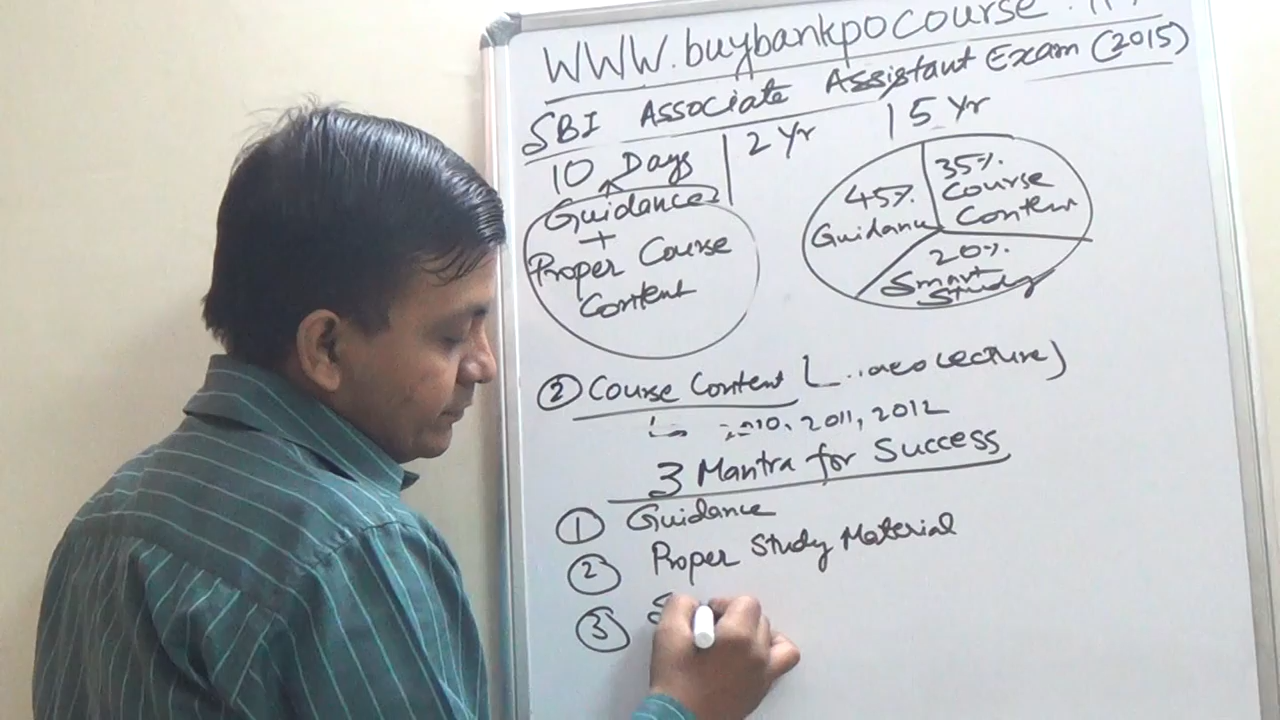 WWW.buybankpocourse
SBI Associate Assistant Exam (2015)
10 Days
2 Yr
15 Yr
Guidance
+
Proper Course
Content
45%
Guidance
35%
Course
Content
20%
Smart
Study
② Course Content ( Lecture)
2011, 2012
3 Mantra for Success
① Guidance
② Proper Study Material
③ S